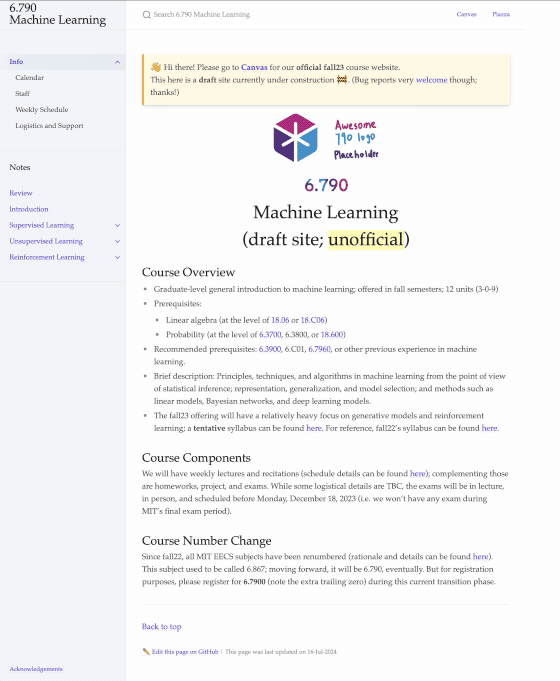 6.790
Machine Learning
Search 6.790 Machine Learning
Canvas
Piazza
Info
Calendar
Staff
Weekly Schedule
Logistics and Support
Notes
Review
Introduction
Supervised Learning
Unsupervised Learning
Reinforcement Learning
Acknowledgements
👋 Hi there! Please go to Canvas for our official fall23 course website.
This here is a draft site currently under construction 🚧. (Bug reports very welcome though;
thanks!)
Awesome
790 logo
Placeholder
6.790
Machine Learning
(draft site; unofficial)
Course Overview
• Graduate-level general introduction to machine learning; offered in fall semesters; 12 units (3-0-9)
• Prerequisites:
• Linear algebra (at the level of 18.06 or 18.C06)
• Probability (at the level of 6.3700, 6.3800, or 18.600)
• Recommended prerequisites: 6.3900, 6.C01, 6.7960, or other previous experience in machine
learning.
• Brief description: Principles, techniques, and algorithms in machine learning from the point of view
of statistical inference; representation, generalization, and model selection; and methods such as
linear models, Bayesian networks, and deep learning models.
• The fall23 offering will have a relatively heavy focus on generative models and reinforcement
learning; a tentative syllabus can be found here. For reference, fall22's syllabus can be found here.
Course Components
We will have weekly lectures and recitations (schedule details can be found here); complementing those
are homeworks, project, and exams. While some logistical details are TBC, the exams will be in lecture,
in person, and scheduled before Monday, December 18, 2023 (i.e. we won't have any exam during
MIT's final exam period).
Course Number Change
Since fall22, all MIT EECS subjects have been renumbered (rationale and details can be found here).
This subject used to be called 6.867; moving forward, it will be 6.790, eventually. But for registration
purposes, please register for 6.7900 (note the extra trailing zero) during this current transition phase.
Back to top
✏️ Edit this page on GitHub | This page was last updated on 16-Jul-2024